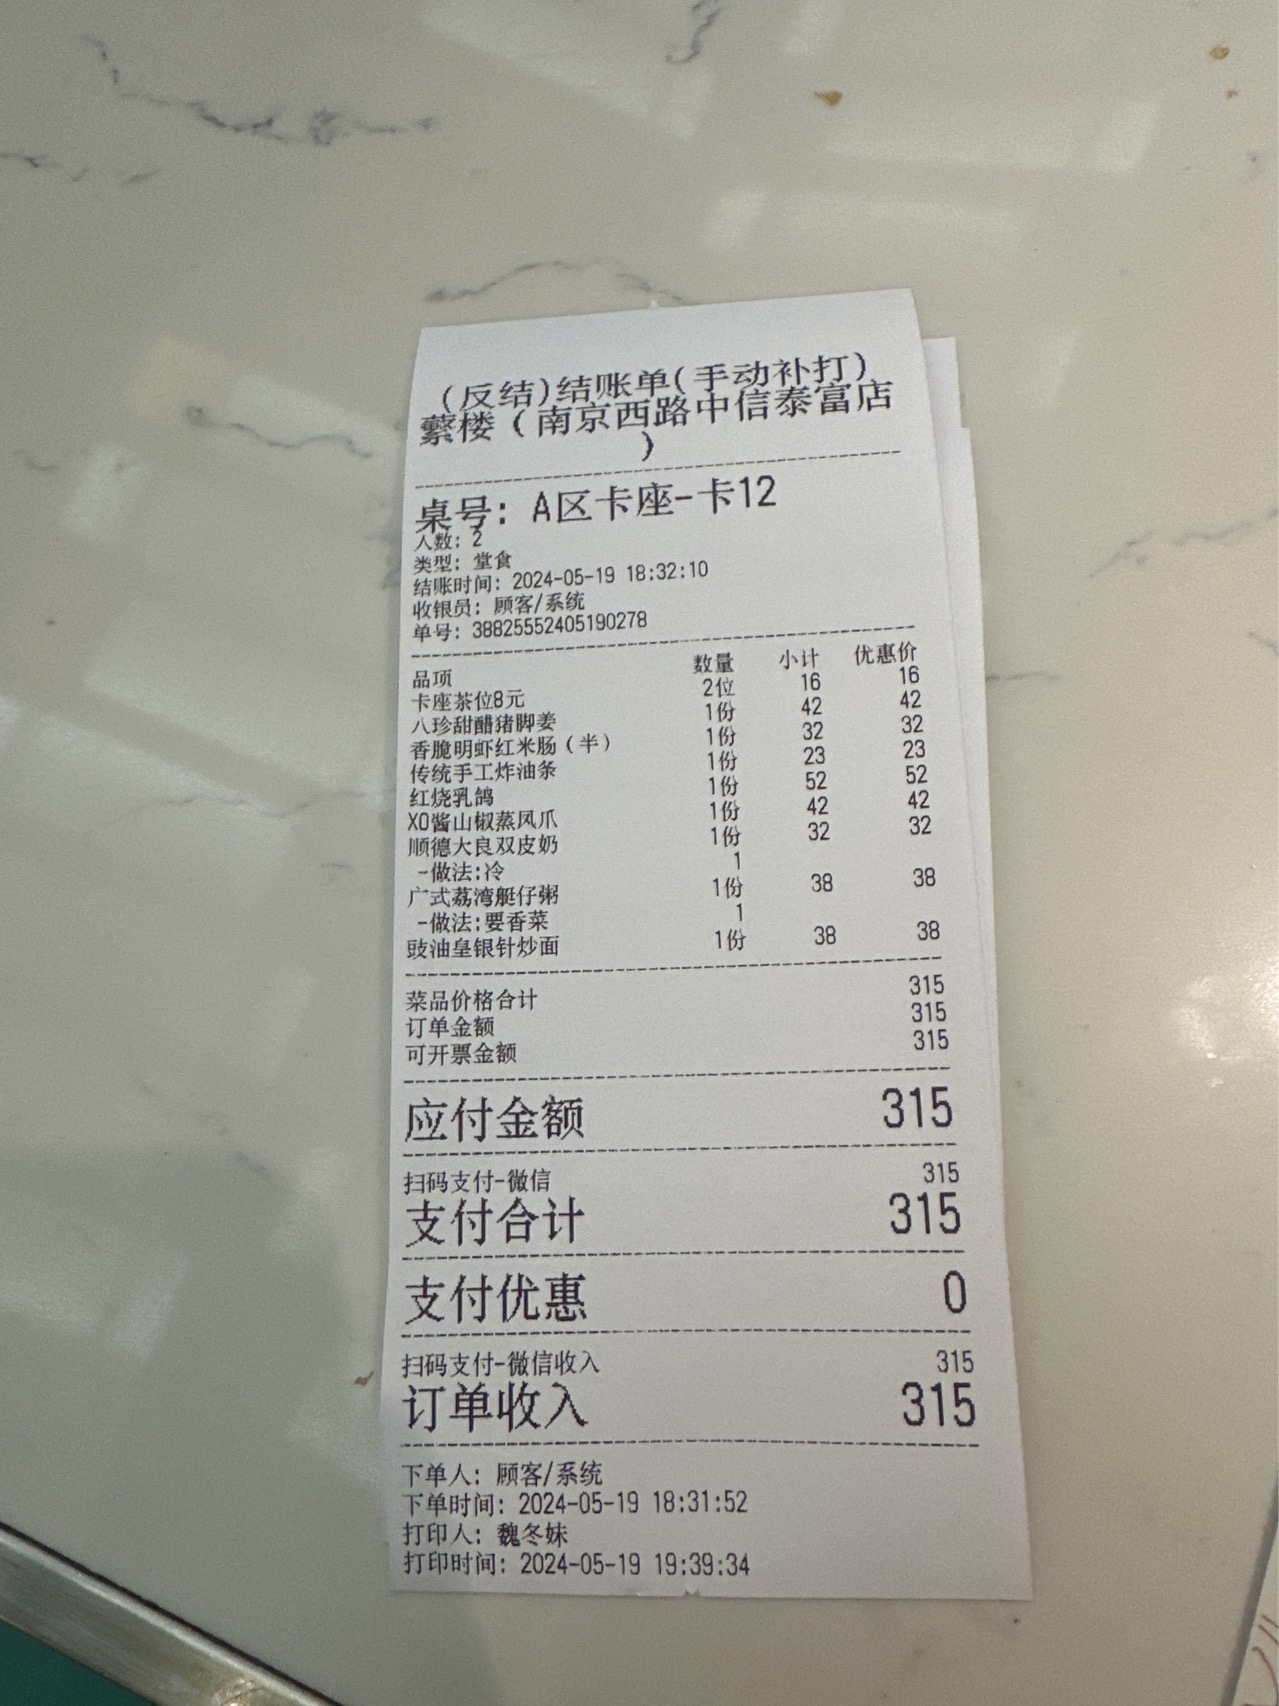 (反结)结账单(手动补打)
蘩楼（南京西路中信泰富店
）
桌号: A区卡座-卡12
人数: 2
类型: 堂食
结账时间: 2024-05-19 18:32:10
收银员: 顾客/系统
单号: 38825552405190278
品项 数量 小计 优惠价
卡座茶位8元 2位 16 16
八珍甜醋猪脚姜 1份 42 42
香脆明虾红米肠（半） 1份 32 32
传统手工炸油条 1份 23 23
红烧乳鸽 1份 52 52
XO酱山椒蒸凤爪 1份 42 42
顺德大良双皮奶 1份 32 32
-做法:冷 1
广式荔湾艇仔粥 1份 38 38
-做法:要香菜 1
豉油皇银针炒面 1份 38 38
菜品价格合计 315
订单金额 315
可开票金额 315
应付金额 315
扫码支付-微信 315
支付合计 315
支付优惠 0
扫码支付-微信收入 315
订单收入 315
下单人: 顾客/系统
下单时间: 2024-05-19 18:31:52
打印人: 魏冬妹
打印时间: 2024-05-19 19:39:34